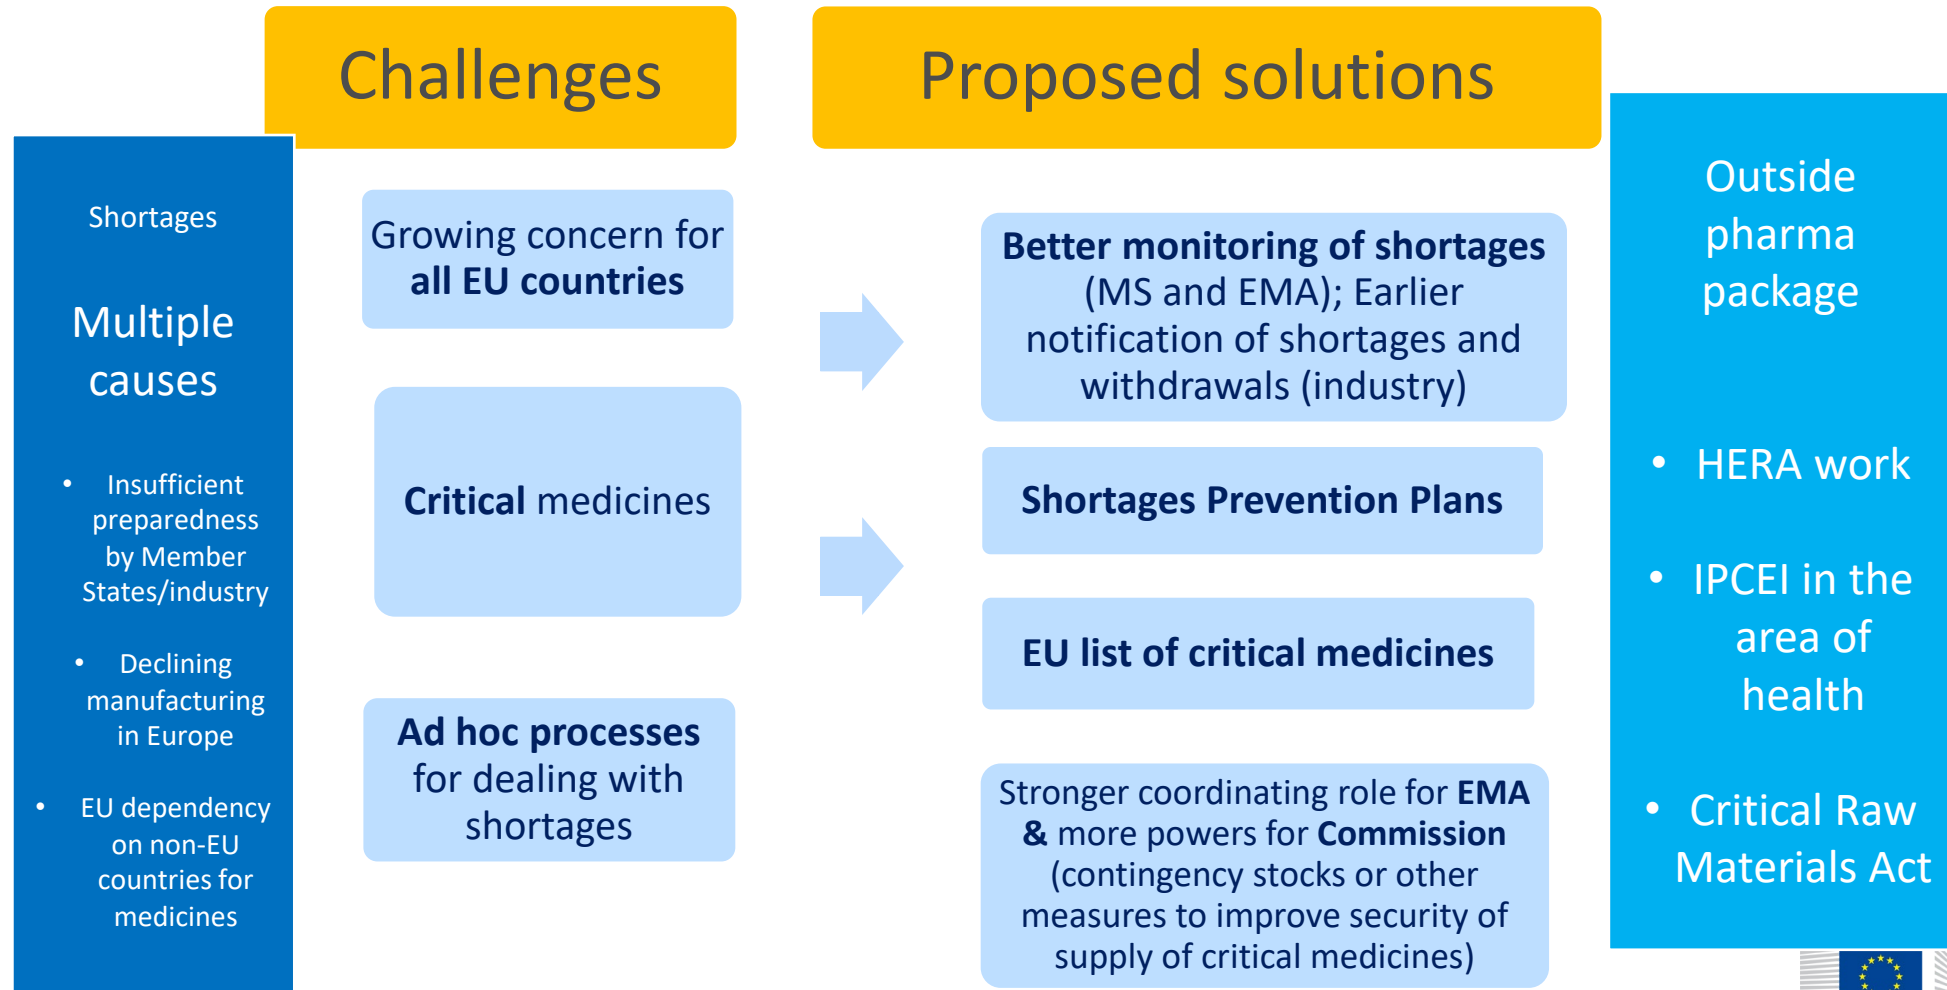 Challenges
Proposed solutions
Shortages
Multiple
causes
• Insufficient
preparedness
by Member
States/industry
• Declining
manufacturing
in Europe
• EU dependency
on non-EU
countries for
medicines
Growing concern for
all EU countries
Critical medicines
Ad hoc processes
for dealing with
shortages
Better monitoring of shortages
(MS and EMA); Earlier
notification of shortages and
withdrawals (industry)
Shortages Prevention Plans
EU list of critical medicines
Stronger coordinating role for EMA
& more powers for Commission
(contingency stocks or other
measures to improve security of
supply of critical medicines)
Outside
pharma
package
• HERA work
• IPCEI in the
area of
health
• Critical Raw
Materials Act